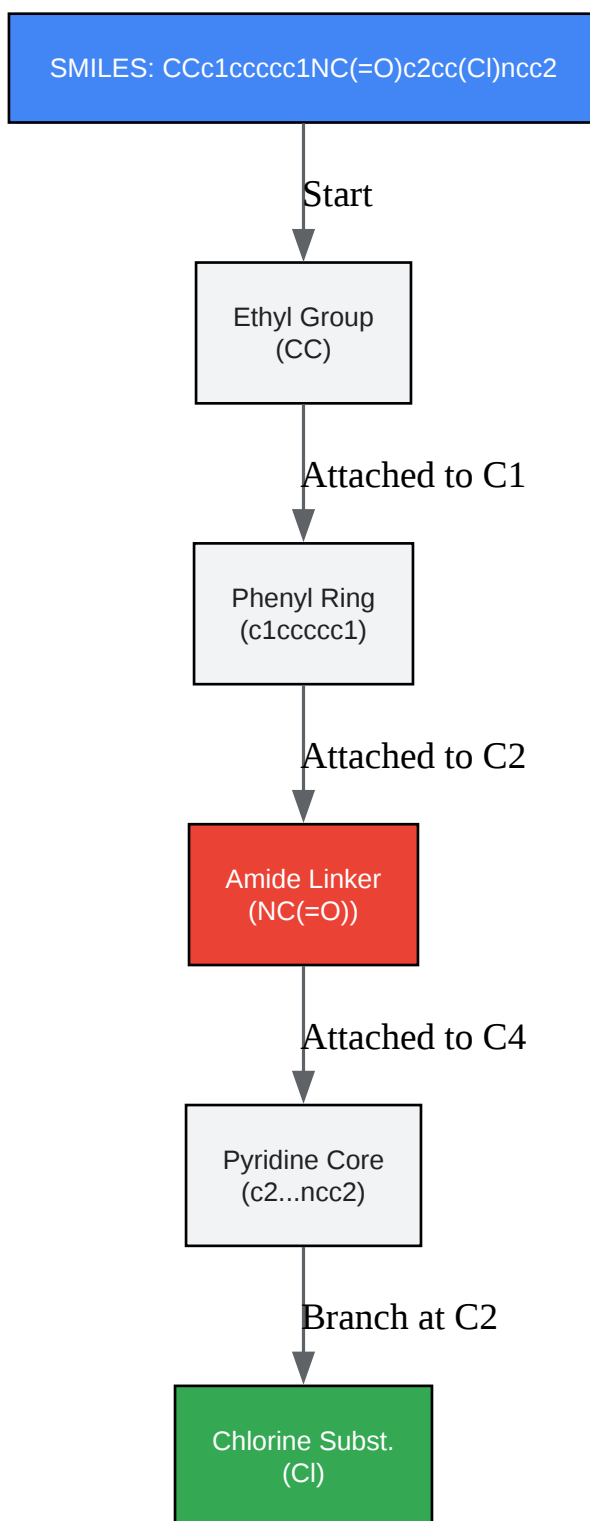 SMILES: CCc1ccccc1NC(=O)c2cc(Cl)ncc2
Start
Ethyl Group
(CC)
Attached to C1
Phenyl Ring
(c1ccccc1)
Attached to C2
Amide Linker
(NC(=O))
Attached to C4
Pyridine Core
(c2...ncc2)
Branch at C2
Chlorine Subst.
(Cl)